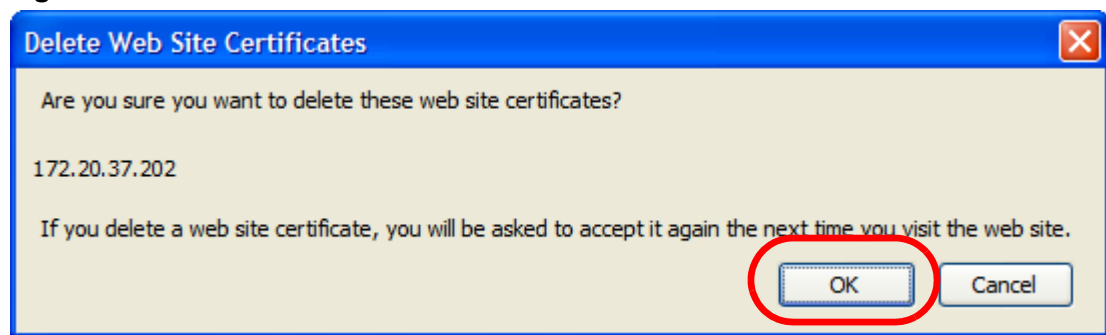 Delete Web Site Certificates
Are you sure you want to delete these web site certificates?
172.20.37.202
If you delete a web site certificate, you will be asked to accept it again the next time you visit the web site.
OK Cancel